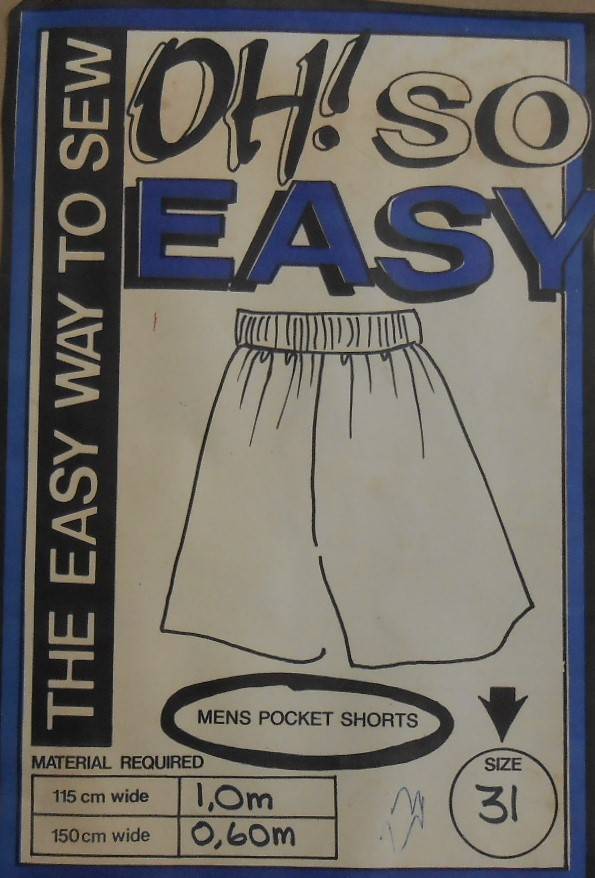 THE EASY WAY TO SEW
OH! SO
EASY
MENS POCKET SHORTS
SIZE
31
MATERIAL REQUIRED
115 cm wide 1,0m
150 cm wide 0,60m